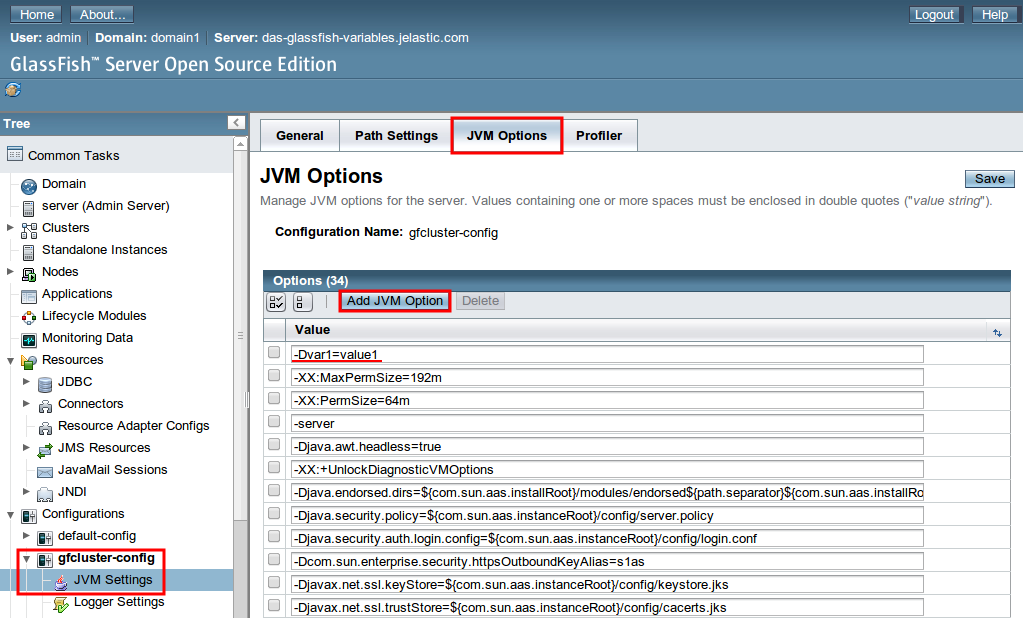 Home About... Logout Help
User: admin Domain: domain1 Server: das-glassfish-variables.jelastic.com
GlassFish™ Server Open Source Edition
Tree
Common Tasks
Domain
server (Admin Server)
Clusters
Standalone Instances
Nodes
Applications
Lifecycle Modules
Monitoring Data
Resources
JDBC
Connectors
Resource Adapter Configs
JMS Resources
JavaMail Sessions
JNDI
Configurations
default-config
gfcluster-config
JVM Settings
Logger Settings
General Path Settings JVM Options Profiler
JVM Options
Save
Manage JVM options for the server. Values containing one or more spaces must be enclosed in double quotes ("value string").
Configuration Name: gfcluster-config
Options (34)
Add JVM Option Delete
Value
-Dvar1=value1
-XX:MaxPermSize=192m
-XX:PermSize=64m
-server
-Djava.awt.headless=true
-XX:+UnlockDiagnosticVMOptions
-Djava.endorsed.dirs=${com.sun.aas.installRoot}/modules/endorsed${path.separator}${com.sun.aas.installRo
-Djava.security.policy=${com.sun.aas.instanceRoot}/config/server.policy
-Djava.security.auth.login.config=${com.sun.aas.instanceRoot}/config/login.conf
-Dcom.sun.enterprise.security.httpsOutboundKeyAlias=s1as
-Djavax.net.ssl.keyStore=${com.sun.aas.instanceRoot}/config/keystore.jks
-Djavax.net.ssl.trustStore=${com.sun.aas.instanceRoot}/config/cacerts.jks